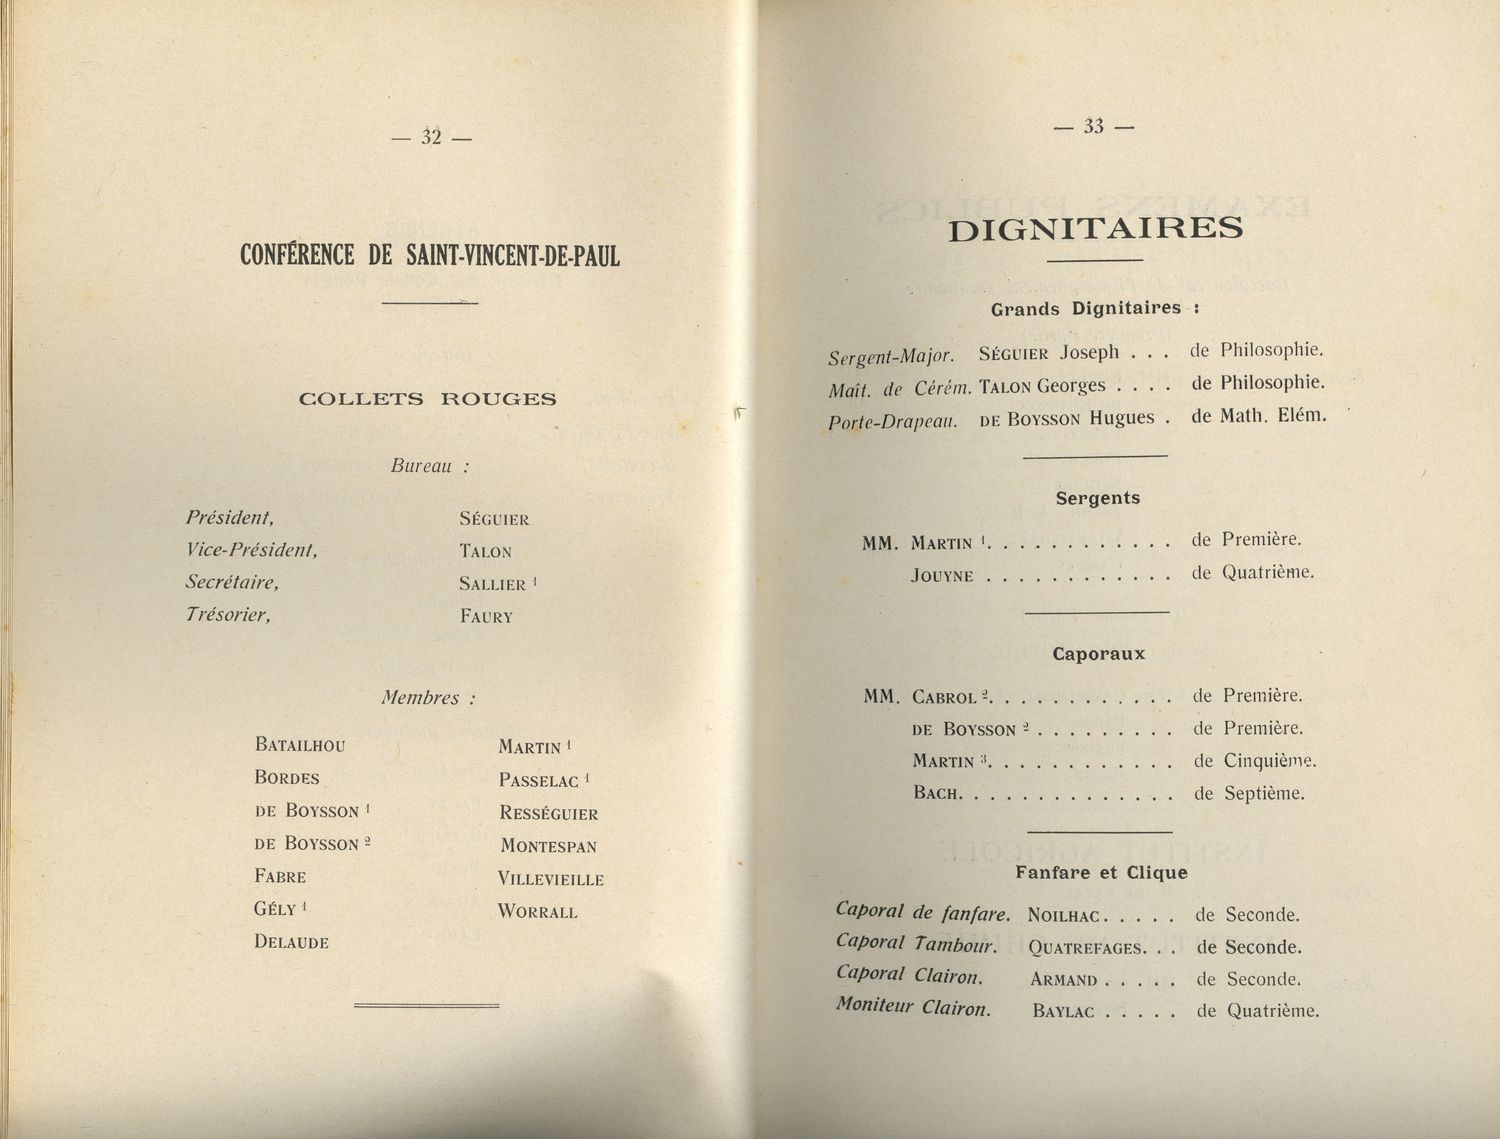 — 32 —
CONFÉRENCE DE SAINT-VINCENT-DE-PAUL
COLLETS ROUGES
Bureau :
Président, SÉGUIER
Vice-Président, TALON
Secrétaire, SALLIER ¹
Trésorier, FAURY
Membres :
BATAILHOU MARTIN ¹
BORDES PASSELAC ¹
DE BOYSSON ¹ RESSÉGUIER
DE BOYSSON ² MONTESPAN
FABRE VILLEVIEILLE
GÉLY ¹ WORRALL
DELAUDE
— 33 —
DIGNITAIRES
Grands Dignitaires :
Sergent-Major. SÉGUIER Joseph . . . de Philosophie.
Maît. de Cérém. TALON Georges . . . . de Philosophie.
Porte-Drapeau. DE BOYSSON Hugues . de Math. Elém.
Sergents
MM. MARTIN ¹. . . . . . . . . . . . de Première.
JOUYNE . . . . . . . . . . . . de Quatrième.
Caporaux
MM. CABROL ². . . . . . . . . . . . de Première.
DE BOYSSON ² . . . . . . . . . de Première.
MARTIN ³. . . . . . . . . . . . de Cinquième.
BACH. . . . . . . . . . . . . . de Septième.
Fanfare et Clique
Caporal de fanfare. NOILHAC. . . . . de Seconde.
Caporal Tambour. QUATREFAGES. . . de Seconde.
Caporal Clairon. ARMAND . . . . . de Seconde.
Moniteur Clairon. BAYLAC . . . . . de Quatrième.